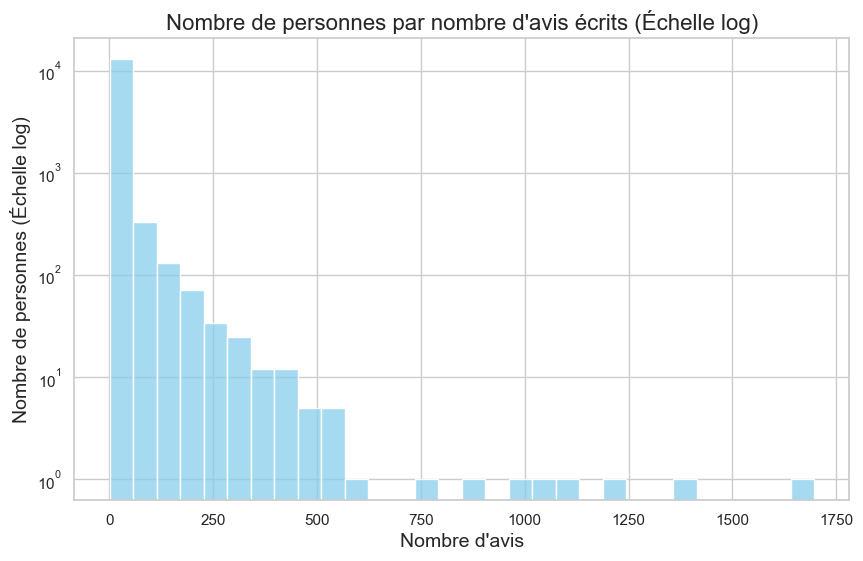 Nombre de personnes par nombre d'avis écrits (Échelle log)
Nombre de personnes (Échelle log)
10⁴
10³
10²
10¹
10⁰
0 250 500 750 1000 1250 1500 1750
Nombre d'avis